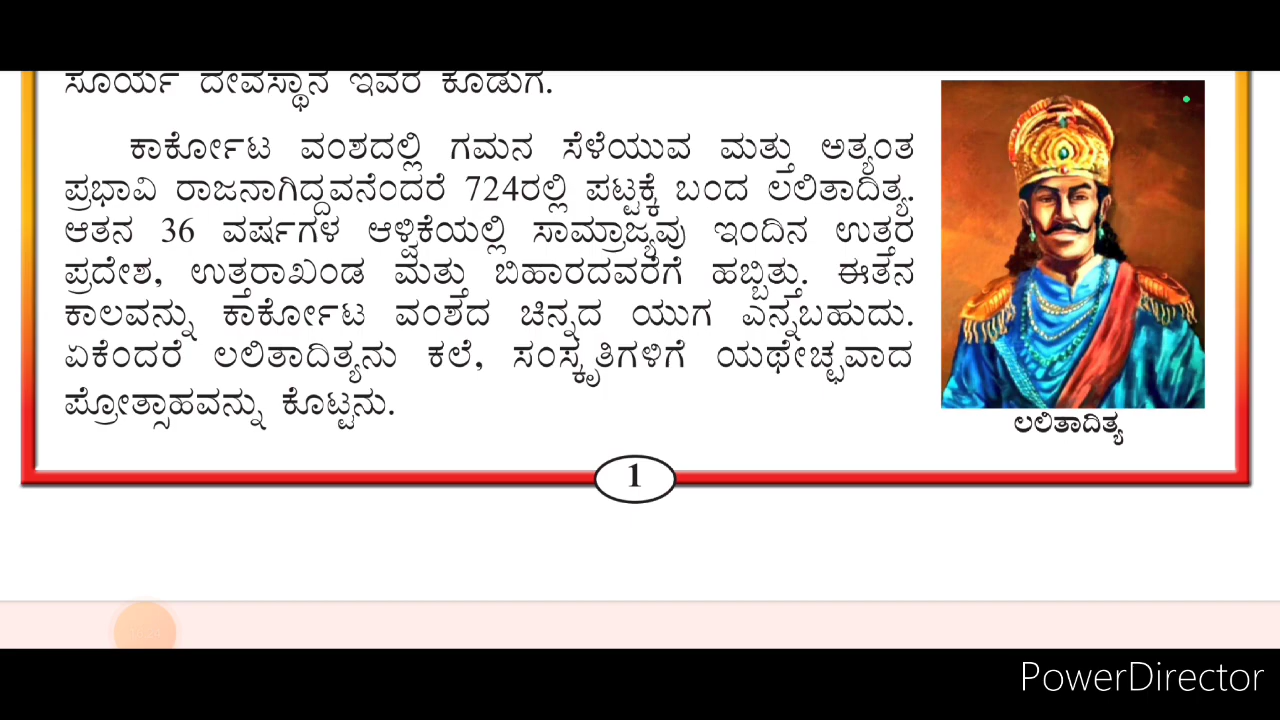 ಸೂರ್ಯ ದೇವಸ್ಥಾನ ಇವರ ಕೊಡುಗೆ.
ಕಾರ್ಕೋಟ ವಂಶದಲ್ಲಿ ಗಮನ ಸೆಳೆಯುವ ಮತ್ತು ಅತ್ಯಂತ
ಪ್ರಭಾವಿ ರಾಜನಾಗಿದ್ದವನೆಂದರೆ 724ರಲ್ಲಿ ಪಟ್ಟಕ್ಕೆ ಬಂದ ಲಲಿತಾದಿತ್ಯ.
ಆತನ 36 ವರ್ಷಗಳ ಆಳ್ವಿಕೆಯಲ್ಲಿ ಸಾಮ್ರಾಜ್ಯವು ಇಂದಿನ ಉತ್ತರ
ಪ್ರದೇಶ, ಉತ್ತರಾಖಂಡ ಮತ್ತು ಬಿಹಾರದವರೆಗೆ ಹಬ್ಬಿತ್ತು. ಈತನ
ಕಾಲವನ್ನು ಕಾರ್ಕೋಟ ವಂಶದ ಚಿನ್ನದ ಯುಗ ಎನ್ನಬಹುದು.
ಏಕೆಂದರೆ ಲಲಿತಾದಿತ್ಯನು ಕಲೆ, ಸಂಸ್ಕೃತಿಗಳಿಗೆ ಯಥೇಚ್ಛವಾದ
ಪ್ರೋತ್ಸಾಹವನ್ನು ಕೊಟ್ಟನು.
ಲಲಿತಾದಿತ್ಯ
1
PowerDirector